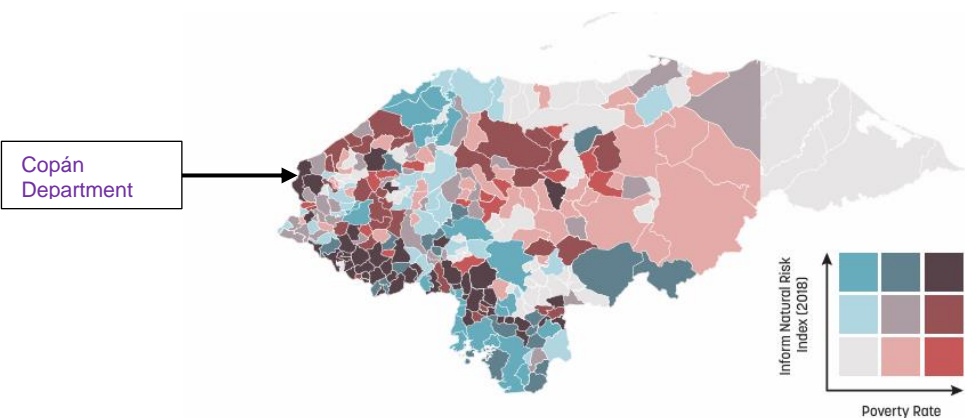 Copán
Department
Inform Natural Risk
Index (2018)
Poverty Rate